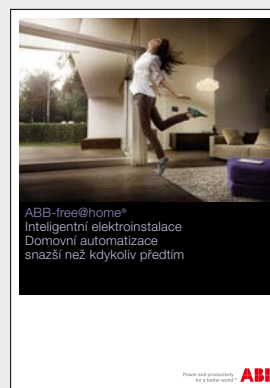 ABB-free@home®
Inteligentní elektroinstalace
Domovní automatizace
snazší než kdykoliv předtím
Power and productivity
for a better world™
ABB